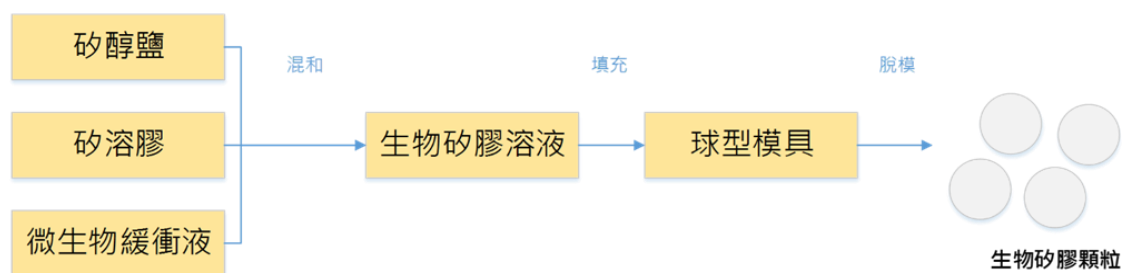 矽醇鹽
混和
填充
脫模
矽溶膠
生物矽膠溶液
球型模具
微生物緩衝液
生物矽膠顆粒